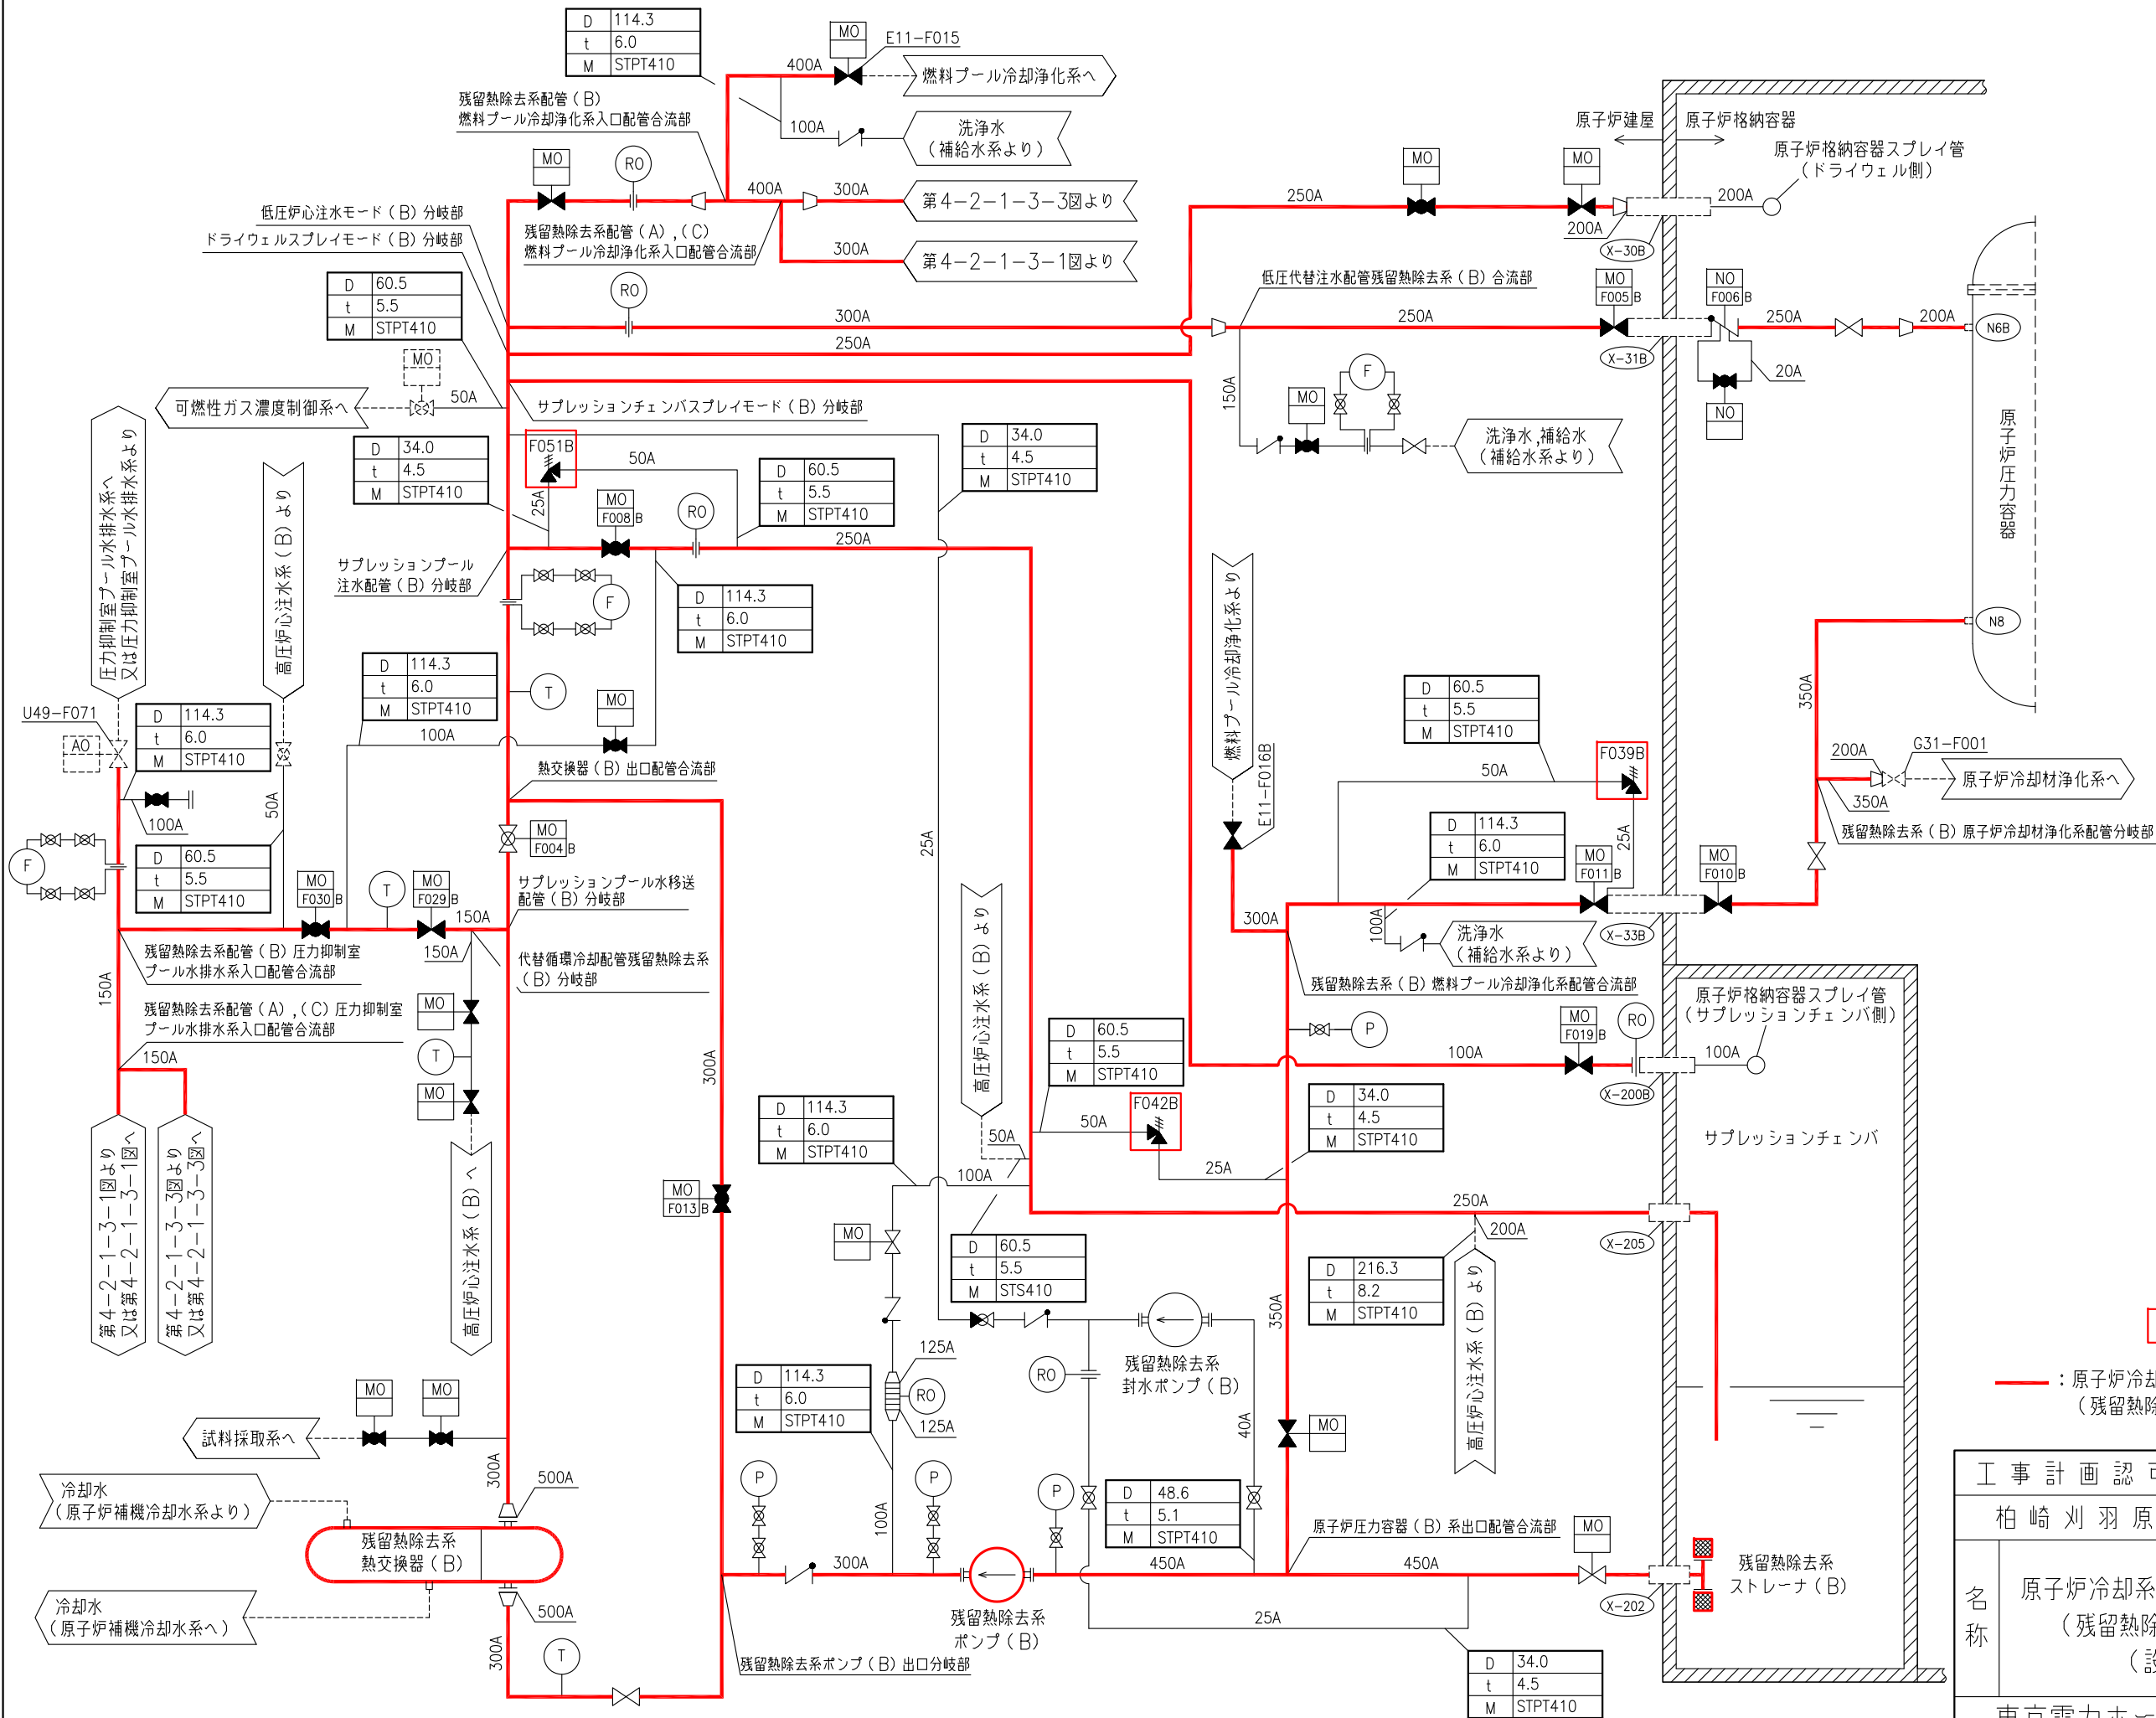 D 114.3
t 6.0
M STPT410
MO
E11-F015
400A
燃料プール冷却浄化系へ
残留熱除去系配管(B)
燃料プール冷却浄化系入口配管合流部
100A
洗浄水
(補給水系より)
原子炉建屋
原子炉格納容器
原子炉格納容器スプレイ管
(ドライウェル側)
MO
RO
400A
300A
第4-2-1-3-3図より
MO
MO
250A
200A
200A
X-30B
低圧炉心注水モード(B)分岐部
ドライウェルスプレイモード(B)分岐部
残留熱除去系配管(A),(C)
燃料プール冷却浄化系入口配管合流部
300A
第4-2-1-3-1図より
D 60.5
t 5.5
M STPT410
RO
低圧代替注水配管残留熱除去系(B)合流部
MO
F005B
NO
F006B
300A
250A
250A
200A
N6B
250A
X-31B
20A
NO
MO
50A
可燃性ガス濃度制御系へ
サプレッションチェンバスプレイモード(B)分岐部
150A
MO
F
洗浄水,補給水
(補給水系より)
原子炉圧力容器
圧力抑制室プール水排水系へ
又は圧力抑制室プール水排水系より
高圧炉心注水系(B)より
D 34.0
t 4.5
M STPT410
F051B
50A
25A
MO
F008B
RO
D 60.5
t 5.5
M STPT410
D 34.0
t 4.5
M STPT410
250A
サプレッションプール
注水配管(B)分岐部
F
D 114.3
t 6.0
M STPT410
燃料プール冷却浄化系より
E11-F016B
N8
D 114.3
t 6.0
M STPT410
T
MO
100A
D 60.5
t 5.5
M STPT410
350A
U49-F071
AO
D 114.3
t 6.0
M STPT410
50A
100A
熱交換器(B)出口配管合流部
50A
F039B
25A
200A
G31-F001
原子炉冷却材浄化系へ
350A
残留熱除去系(B)原子炉冷却材浄化系配管分岐部
F
D 60.5
t 5.5
M STPT410
MO
F004B
25A
D 114.3
t 6.0
M STPT410
MO
F011B
MO
F010B
MO
F030B
T
MO
F029B
150A
サプレッションプール水移送
配管(B)分岐部
300A
100A
洗浄水
(補給水系より)
X-33B
残留熱除去系配管(B)圧力抑制室
プール水排水系入口配管合流部
150A
代替循環冷却配管残留熱除去系
(B)分岐部
高圧炉心注水系(B)より
残留熱除去系(B)燃料プール冷却浄化系配管合流部
原子炉格納容器スプレイ管
(サプレッションチェンバ側)
150A
残留熱除去系配管(A),(C)圧力抑制室
プール水排水系入口配管合流部
MO
T
MO
150A
300A
P
MO
F019B
RO
100A
100A
X-200B
D 60.5
t 5.5
M STPT410
D 114.3
t 6.0
M STPT410
50A
F042B
D 34.0
t 4.5
M STPT410
サプレッションチェンバ
第4-2-1-3-1図より
又は第4-2-1-3-1図へ
第4-2-1-3-3図より
又は第4-2-1-3-3図へ
高圧炉心注水系(B)へ
50A
100A
25A
MO
F013B
MO
D 60.5
t 5.5
M STS410
250A
200A
X-205
D 216.3
t 8.2
M STPT410
高圧炉心注水系(B)より
350A
125A
RO
125A
RO
残留熱除去系
封水ポンプ(B)
40A
D 114.3
t 6.0
M STPT410
MO
MO
試料採取系へ
MO
:原子炉冷却
(残留熱除
冷却水
(原子炉補機冷却水系より)
300A
500A
P
100A
P
P
D 48.6
t 5.1
M STPT410
原子炉圧力容器(B)系出口配管合流部
MO
残留熱除去系
熱交換器(B)
300A
450A
450A
残留熱除去系
ストレーナ(B)
X-202
冷却水
(原子炉補機冷却水系へ)
500A
300A
T
残留熱除去系
ポンプ(B)
25A
残留熱除去系ポンプ(B)出口分岐部
D 34.0
t 4.5
M STPT410
工事計画認可
柏崎刈羽原
名称
原子炉冷却系
(残留熱除
(設